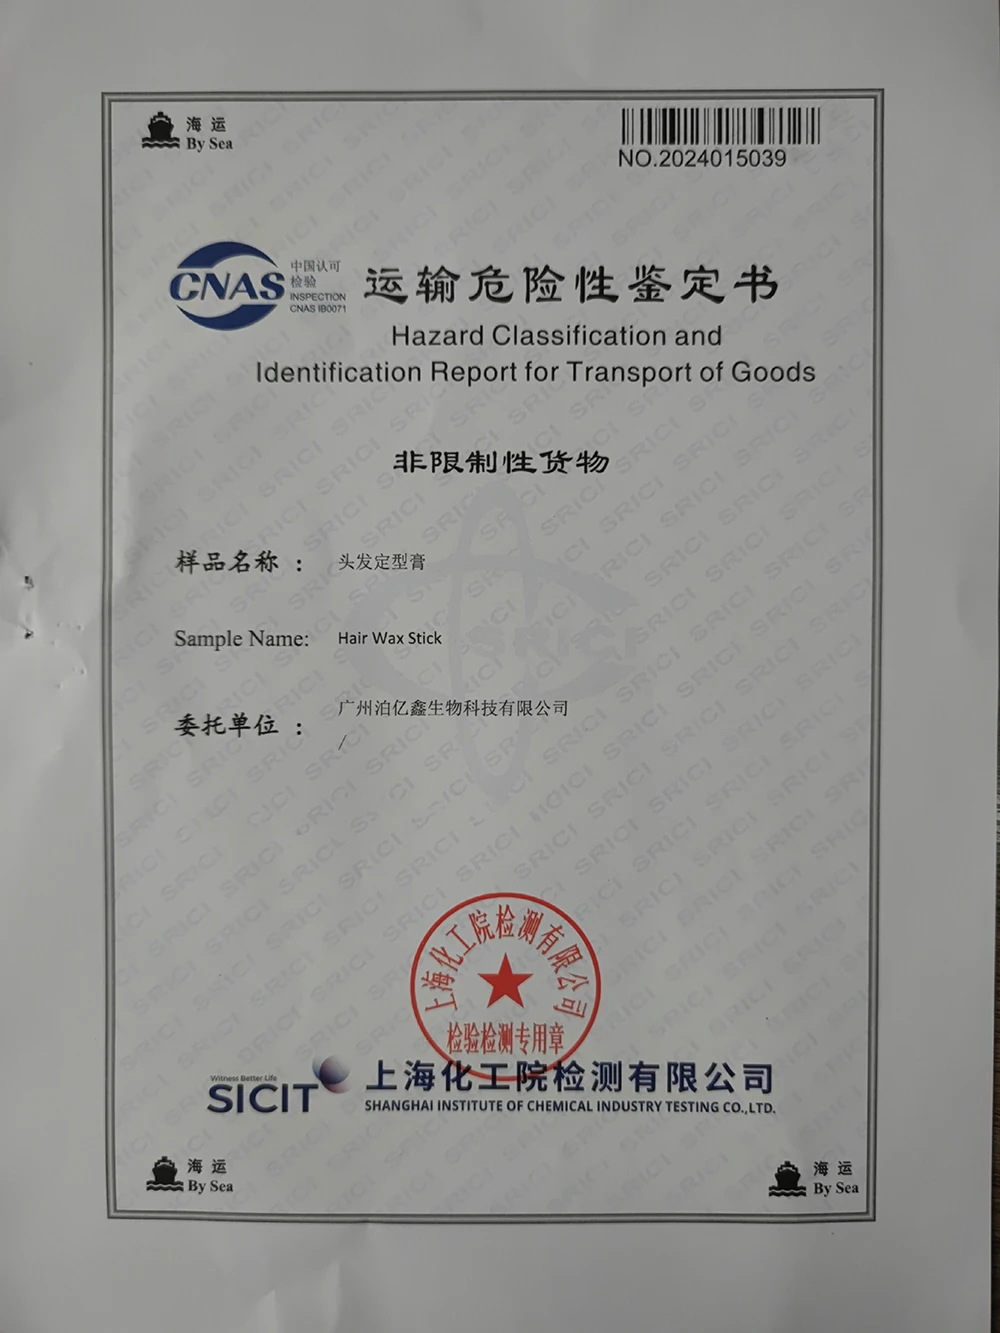 海运
By Sea
NO.2024015039
CNAS
中国认可
检验
INSPECTION
CNAS IB0071
运输危险性鉴定书
Hazard Classification and
Identification Report for Transport of Goods
非限制性货物
样品名称：
头发定型膏
Sample Name:
Hair Wax Stick
委托单位：
广州泊亿鑫生物科技有限公司
/
SRICI
上海化工院检测有限公司
检验检测专用章
Witness Better Life
SICIT
上海化工院检测有限公司
SHANGHAI INSTITUTE OF CHEMICAL INDUSTRY TESTING CO.,LTD.
海运
By Sea
海运
By Sea